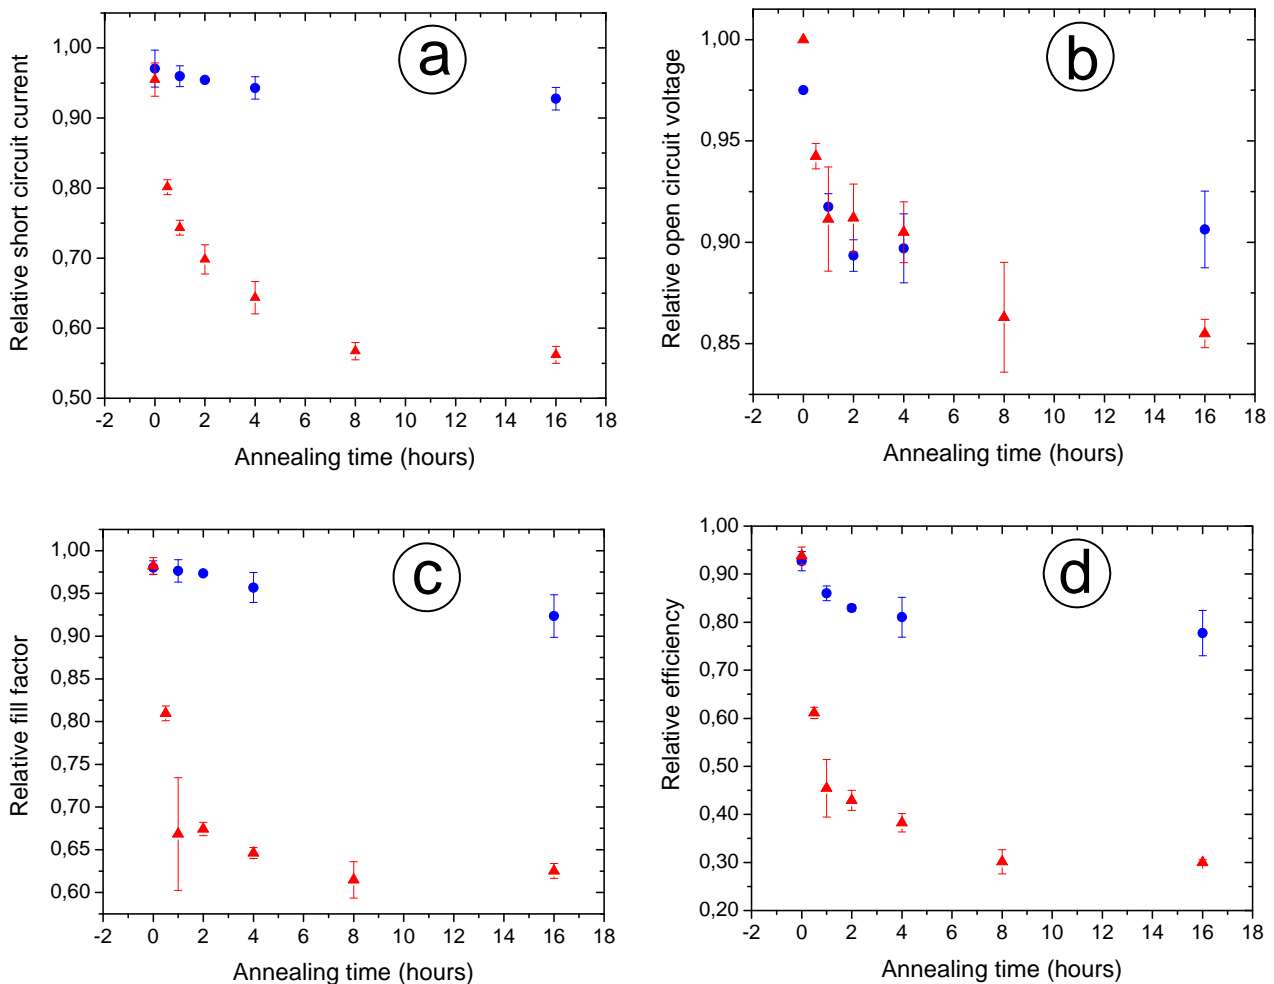 a
1,00
0,90
0,80
0,70
0,60
0,50
Relative short circuit current
-2 0 2 4 6 8 10 12 14 16 18
Annealing time (hours)
b
1,00
0,95
0,90
0,85
Relative open circuit voltage
-2 0 2 4 6 8 10 12 14 16 18
Annealing time (hours)
c
1,00
0,95
0,90
0,85
0,80
0,75
0,70
0,65
0,60
Relative fill factor
-2 0 2 4 6 8 10 12 14 16 18
Annealing time (hours)
d
1,00
0,90
0,80
0,70
0,60
0,50
0,40
0,30
0,20
Relative efficiency
-2 0 2 4 6 8 10 12 14 16 18
Annealing time (hours)